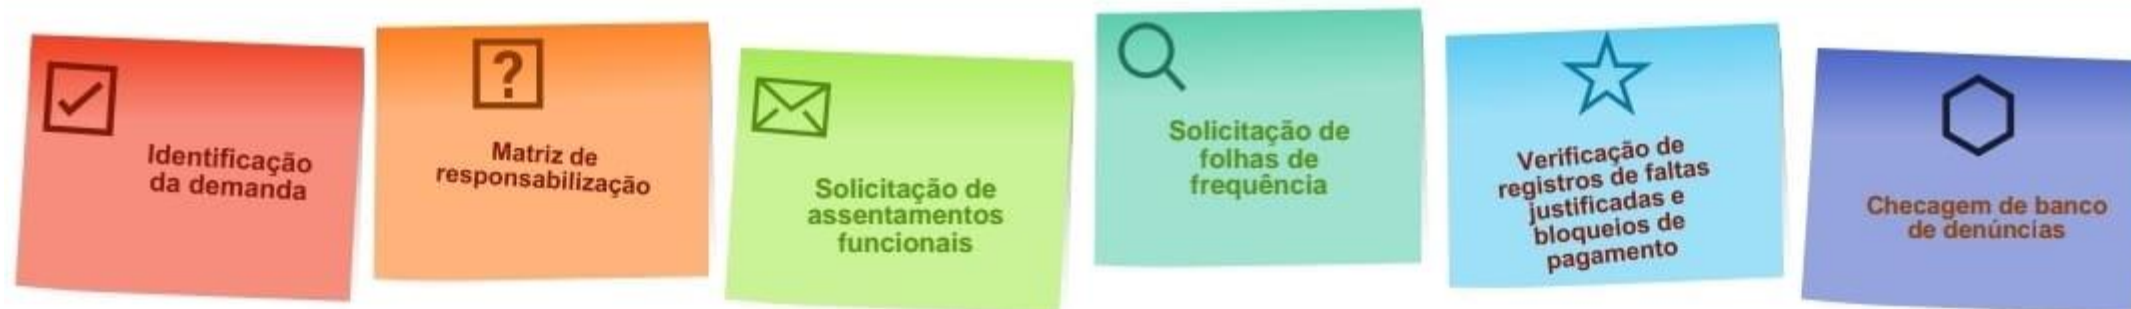 Identificação
da demanda
?
Matriz de
responsabilização
Solicitação de
assentamentos
funcionais
Solicitação de
folhas de
frequência
Verificação de
registros de faltas
justificadas e
bloqueios de
pagamento
Checagem de banco
de denúncias